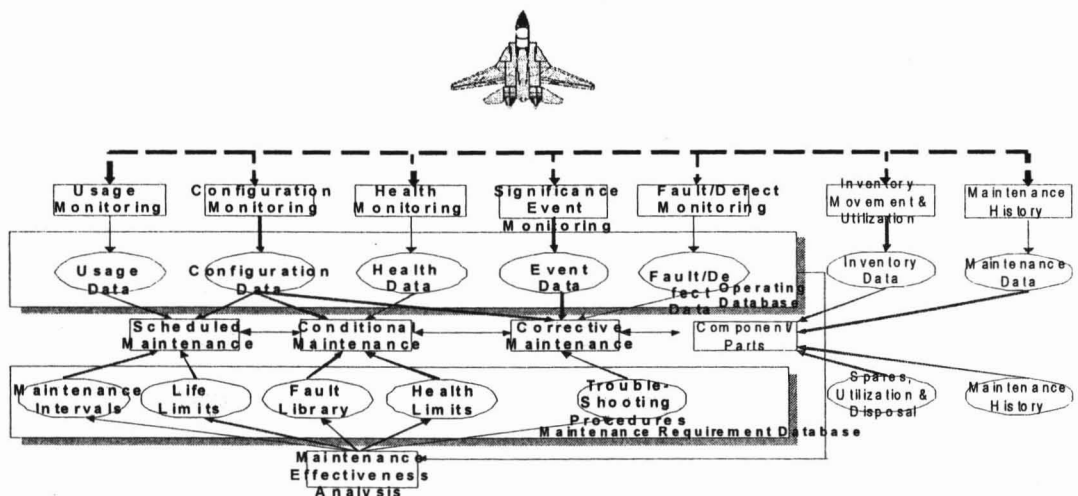 Usage
Monitoring
Configuration
Monitoring
Health
Monitoring
Significance
Event
Monitoring
Fault/Defect
Monitoring
Inventory
Movement &
Utilization
Maintenance
History
Usage
Data
Configuration
Data
Health
Data
Event
Data
Fault/De
fect Data
Operating
Database
Inventory
Data
Maintenance
Data
Scheduled
Maintenance
Conditional
Maintenance
Corrective
Maintenance
Component/
Parts
Maintenance
Intervals
Life
Limits
Fault
Library
Health
Limits
Trouble-
Shooting
Procedures
Spares,
Utilization &
Disposal
Maintenance
History
Maintenance Requirement Database
Maintenance
Effectiveness
Analysis